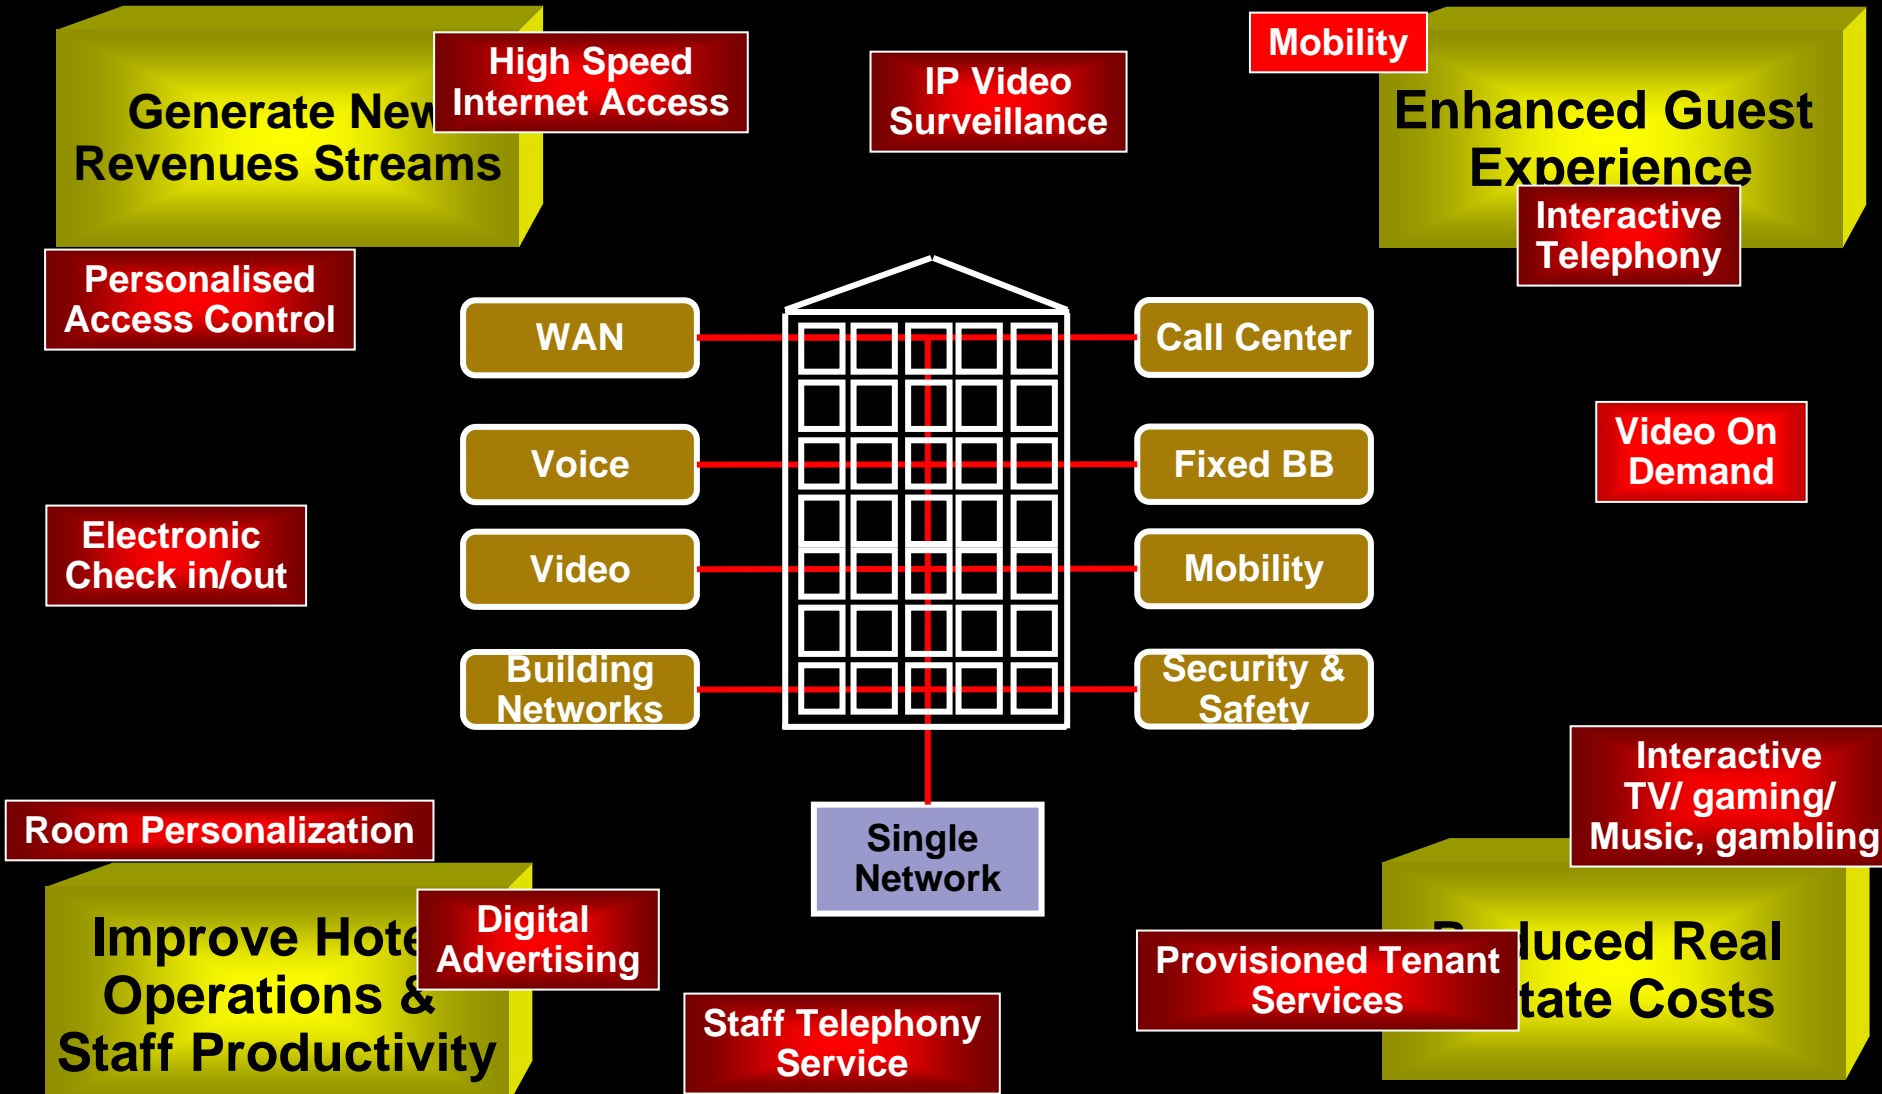 Generate New
Revenues Streams
High Speed
Internet Access
IP Video
Surveillance
Mobility
Enhanced Guest
Experience
Interactive
Telephony
Personalised
Access Control
WAN
Call Center
Voice
Fixed BB
Video On
Demand
Electronic
Check in/out
Video
Mobility
Building
Networks
Security &
Safety
Interactive
TV/ gaming/
Music, gambling
Room Personalization
Single
Network
Improve Hotel
Operations &
Staff Productivity
Digital
Advertising
Staff Telephony
Service
Provisioned Tenant
Services
Reduced Real
Estate Costs